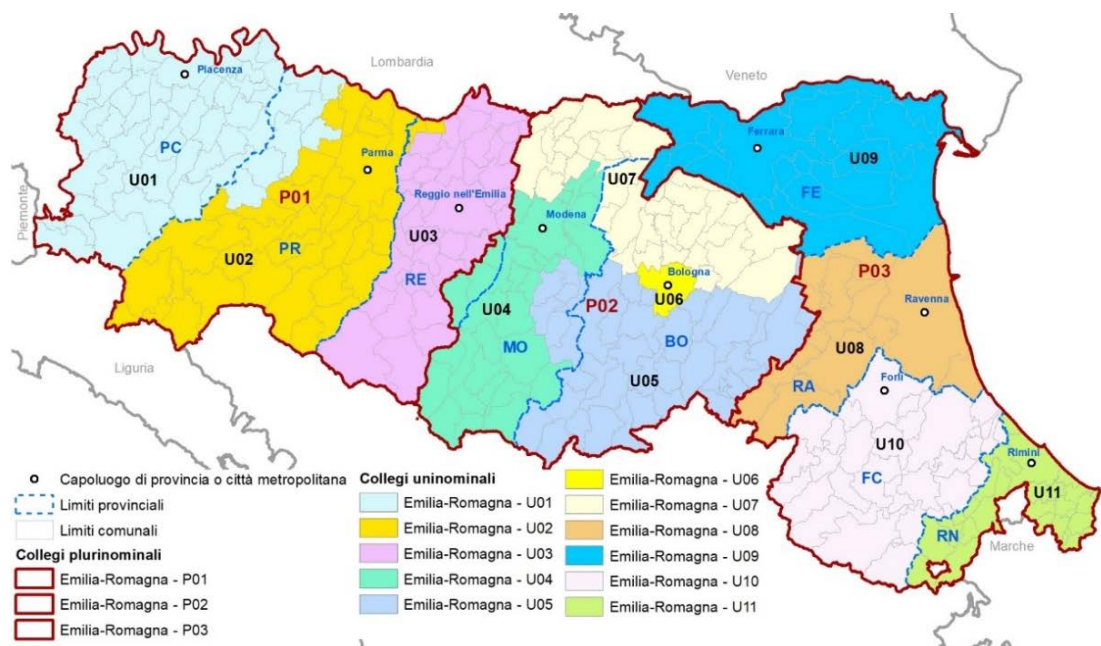 Lombardia
Veneto
Piemonte
Liguria
Marche
Piacenza
PC
U01
Parma
P01
PR
U02
Reggio nell'Emilia
U03
RE
Modena
U04
MO
U07
Bologna
U06
P02
BO
U05
Ferrara
U09
FE
P03
Ravenna
U08
RA
Forlì
U10
FC
Rimini
U11
RN
Capoluogo di provincia o città metropolitana
Limiti provinciali
Limiti comunali
Collegi plurinominali
Emilia-Romagna - P01
Emilia-Romagna - P02
Emilia-Romagna - P03
Collegi uninominali
Emilia-Romagna - U01
Emilia-Romagna - U02
Emilia-Romagna - U03
Emilia-Romagna - U04
Emilia-Romagna - U05
Emilia-Romagna - U06
Emilia-Romagna - U07
Emilia-Romagna - U08
Emilia-Romagna - U09
Emilia-Romagna - U10
Emilia-Romagna - U11